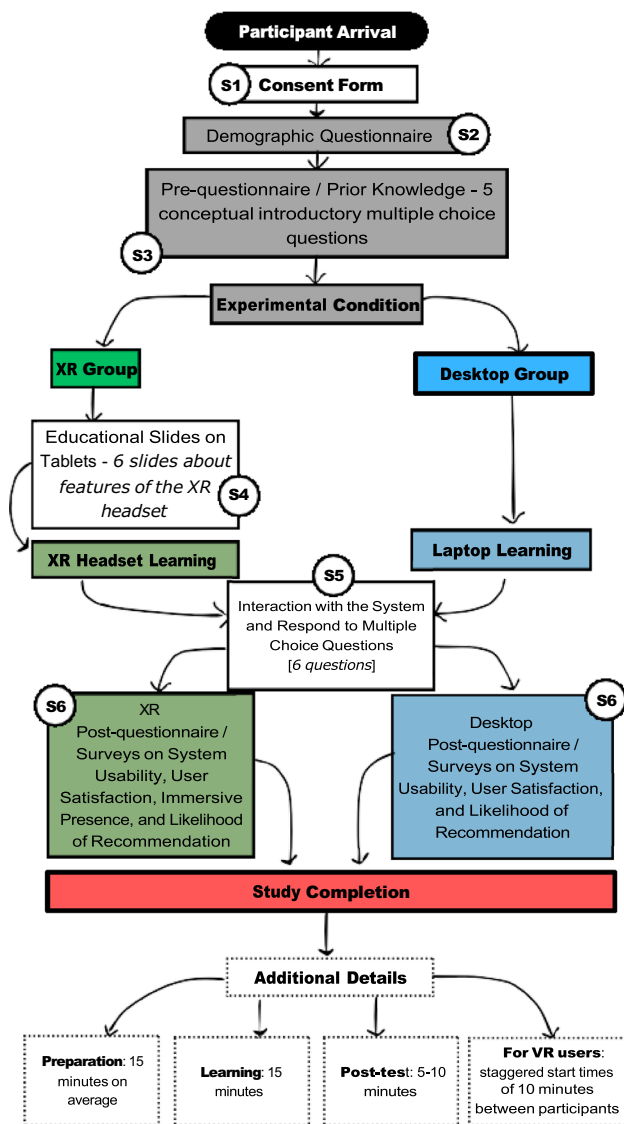 Participant Arrival
S1
Consent Form
Demographic Questionnaire
S2
Pre-questionnaire / Prior Knowledge - 5
conceptual introductory multiple choice
questions
S3
Experimental Condition
XR Group
Desktop Group
Educational Slides on
Tablets - 6 slides about
features of the XR
headset
S4
XR Headset Learning
Laptop Learning
S5
Interaction with the System
and Respond to Multiple
Choice Questions
[6 questions]
S6
XR
Post-questionnaire /
Surveys on System
Usability, User
Satisfaction, Immersive
Presence, and Likelihood
of Recommendation
S6
Desktop
Post-questionnaire /
Surveys on System
Usability, User Satisfaction,
and Likelihood of
Recommendation
Study Completion
Additional Details
Preparation: 15
minutes on
average
Learning: 15
minutes
Post-test: 5-10
minutes
For VR users:
staggered start times
of 10 minutes
between participants